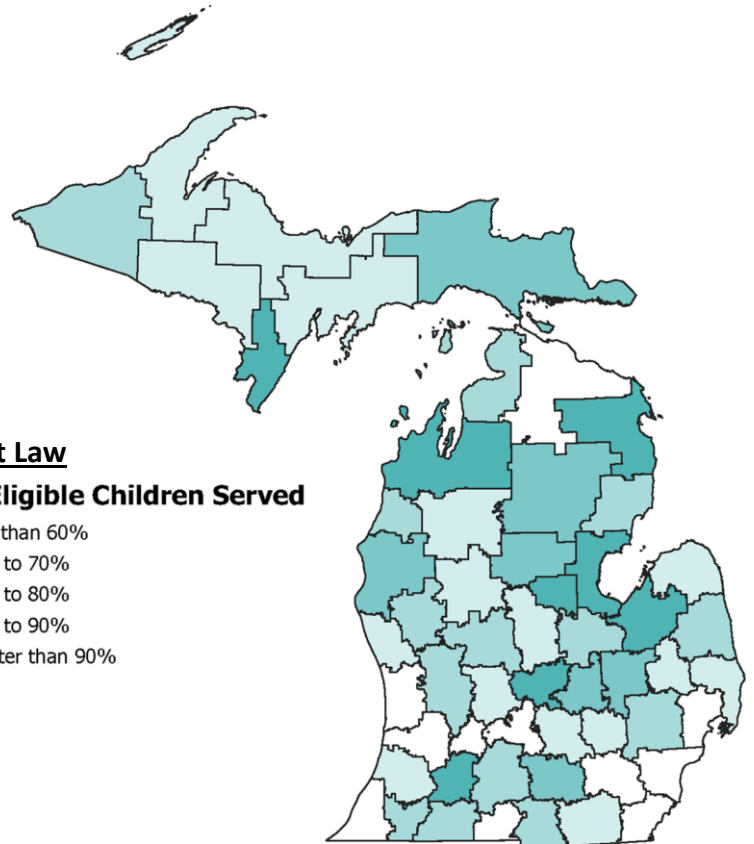 t Law
Eligible Children Served
than 60%
to 70%
to 80%
to 90%
ter than 90%